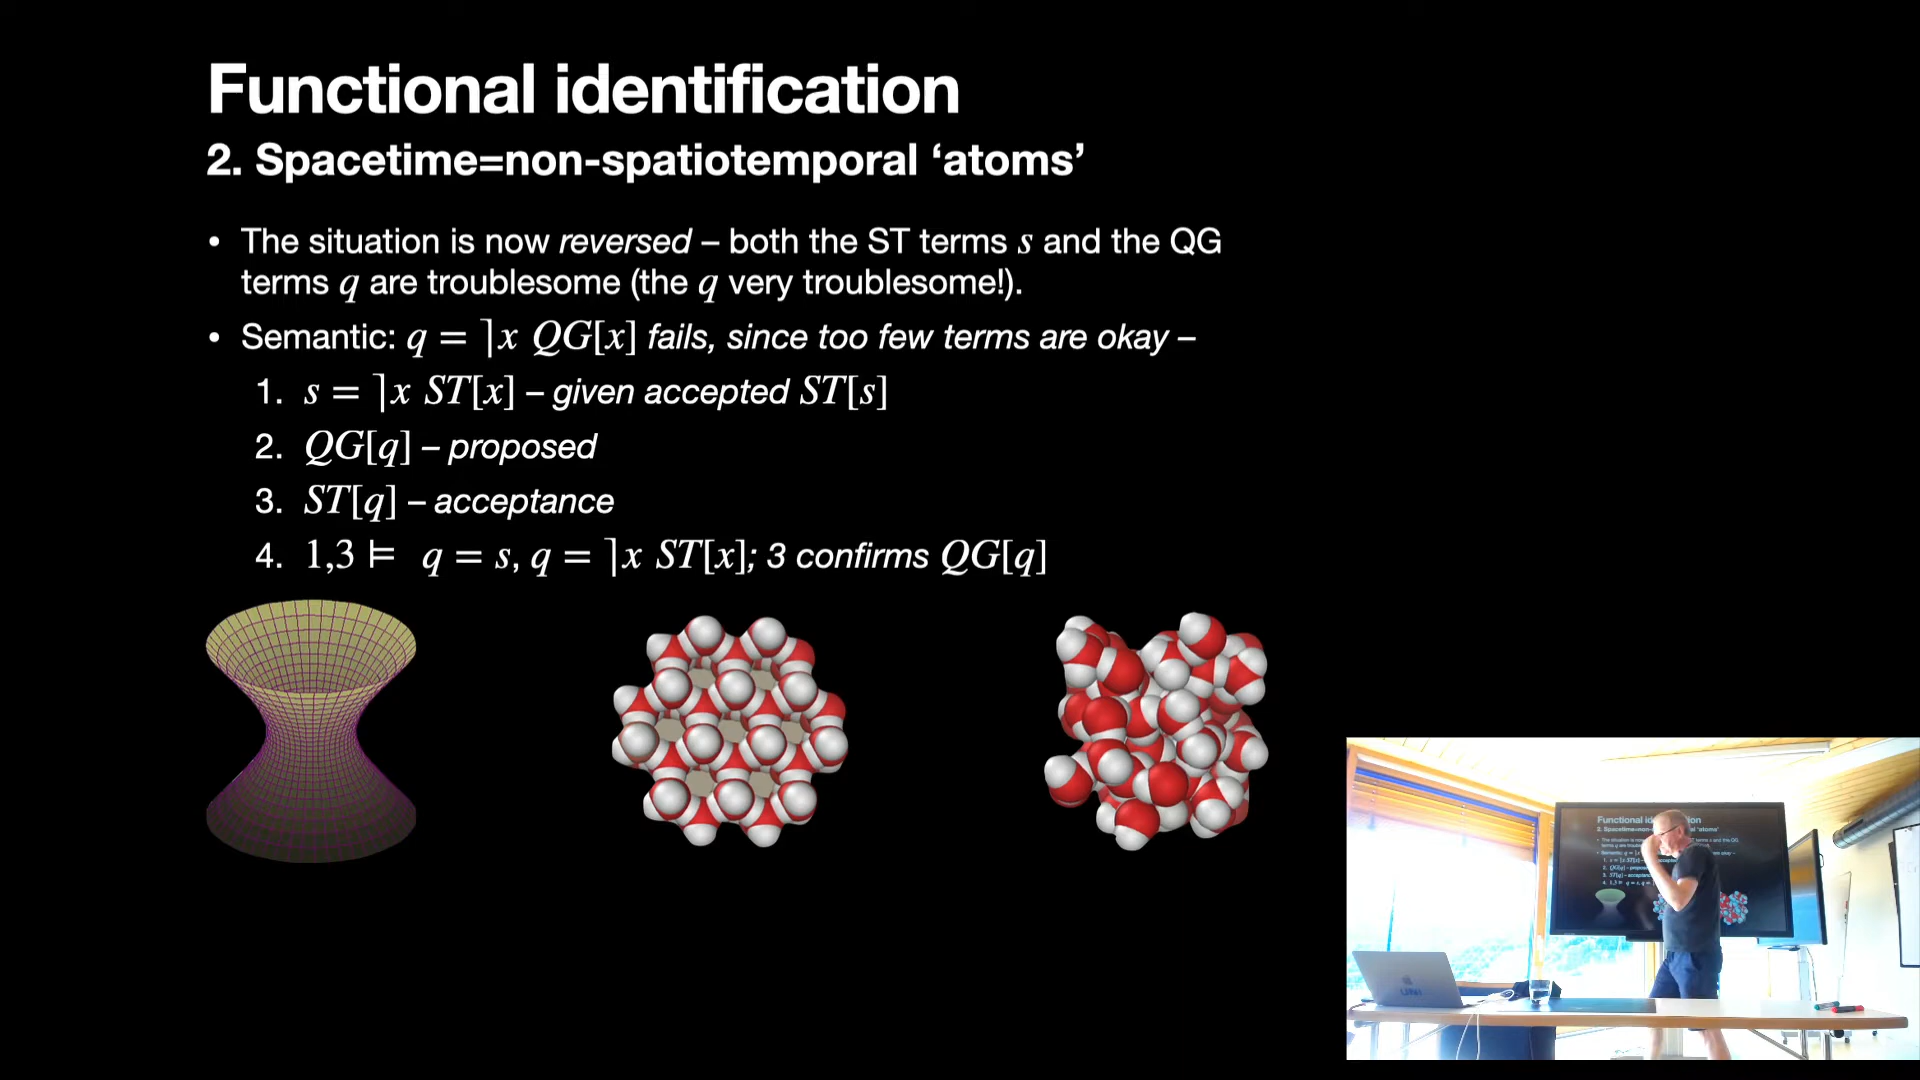 Functional identification
2. Spacetime=non-spatiotemporal ‘atoms’
• The situation is now reversed – both the ST terms s and the QG
terms q are troublesome (the q very troublesome!).
• Semantic: q = ⌉x QG[x] fails, since too few terms are okay –
1. s = ⌉x ST[x] – given accepted ST[s]
2. QG[q] – proposed
3. ST[q] – acceptance
4. 1,3 ⊨ q = s, q = ⌉x ST[x]; 3 confirms QG[q]